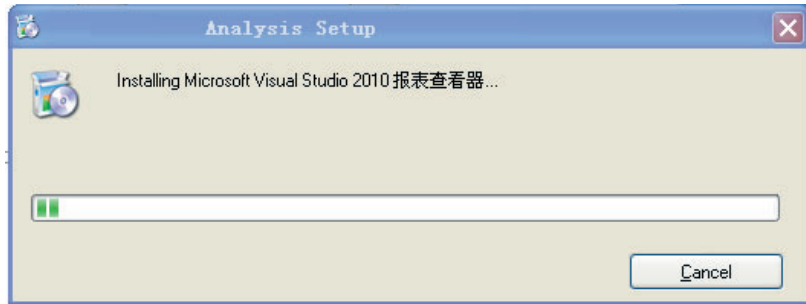 Analysis Setup
Installing Microsoft Visual Studio 2010 报表查看器...
Cancel